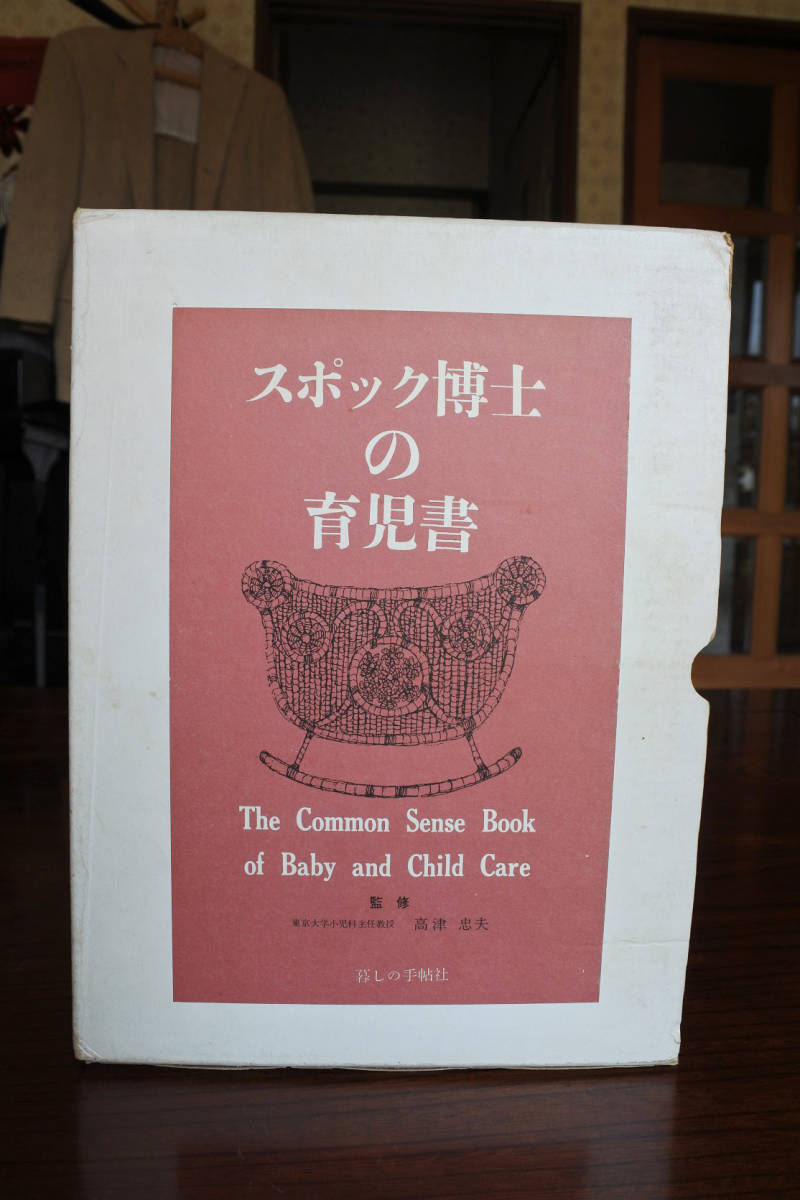 スポック博士
の
育児書
The Common Sense Book
of Baby and Child Care
監修
東京大学小児科主任教授 高津 忠夫
暮しの手帖社